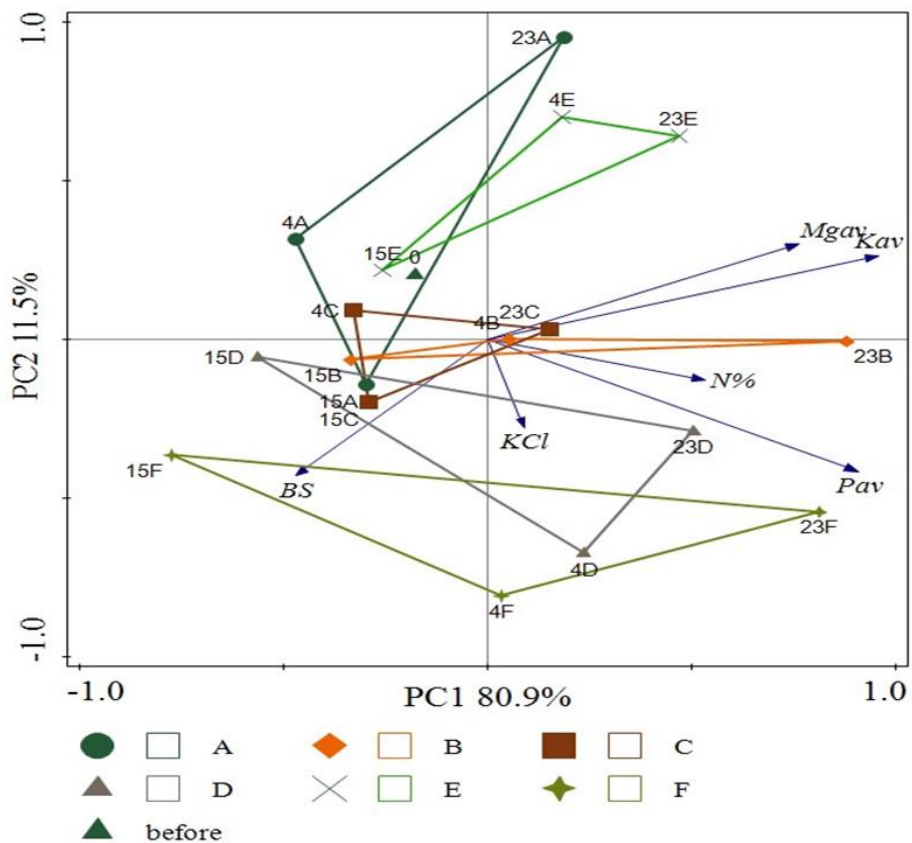 1.0
23A
4E
23E
4A
Mgav
Kav
15E
0
4C
4B
23C
15D
15B
23B
N%
15A
15C
KCl
23D
15F
BS
Pav
23F
4D
4F
PC2 11.5%
-1.0
-1.0
PC1 80.9%
1.0
A
B
C
D
E
F
before